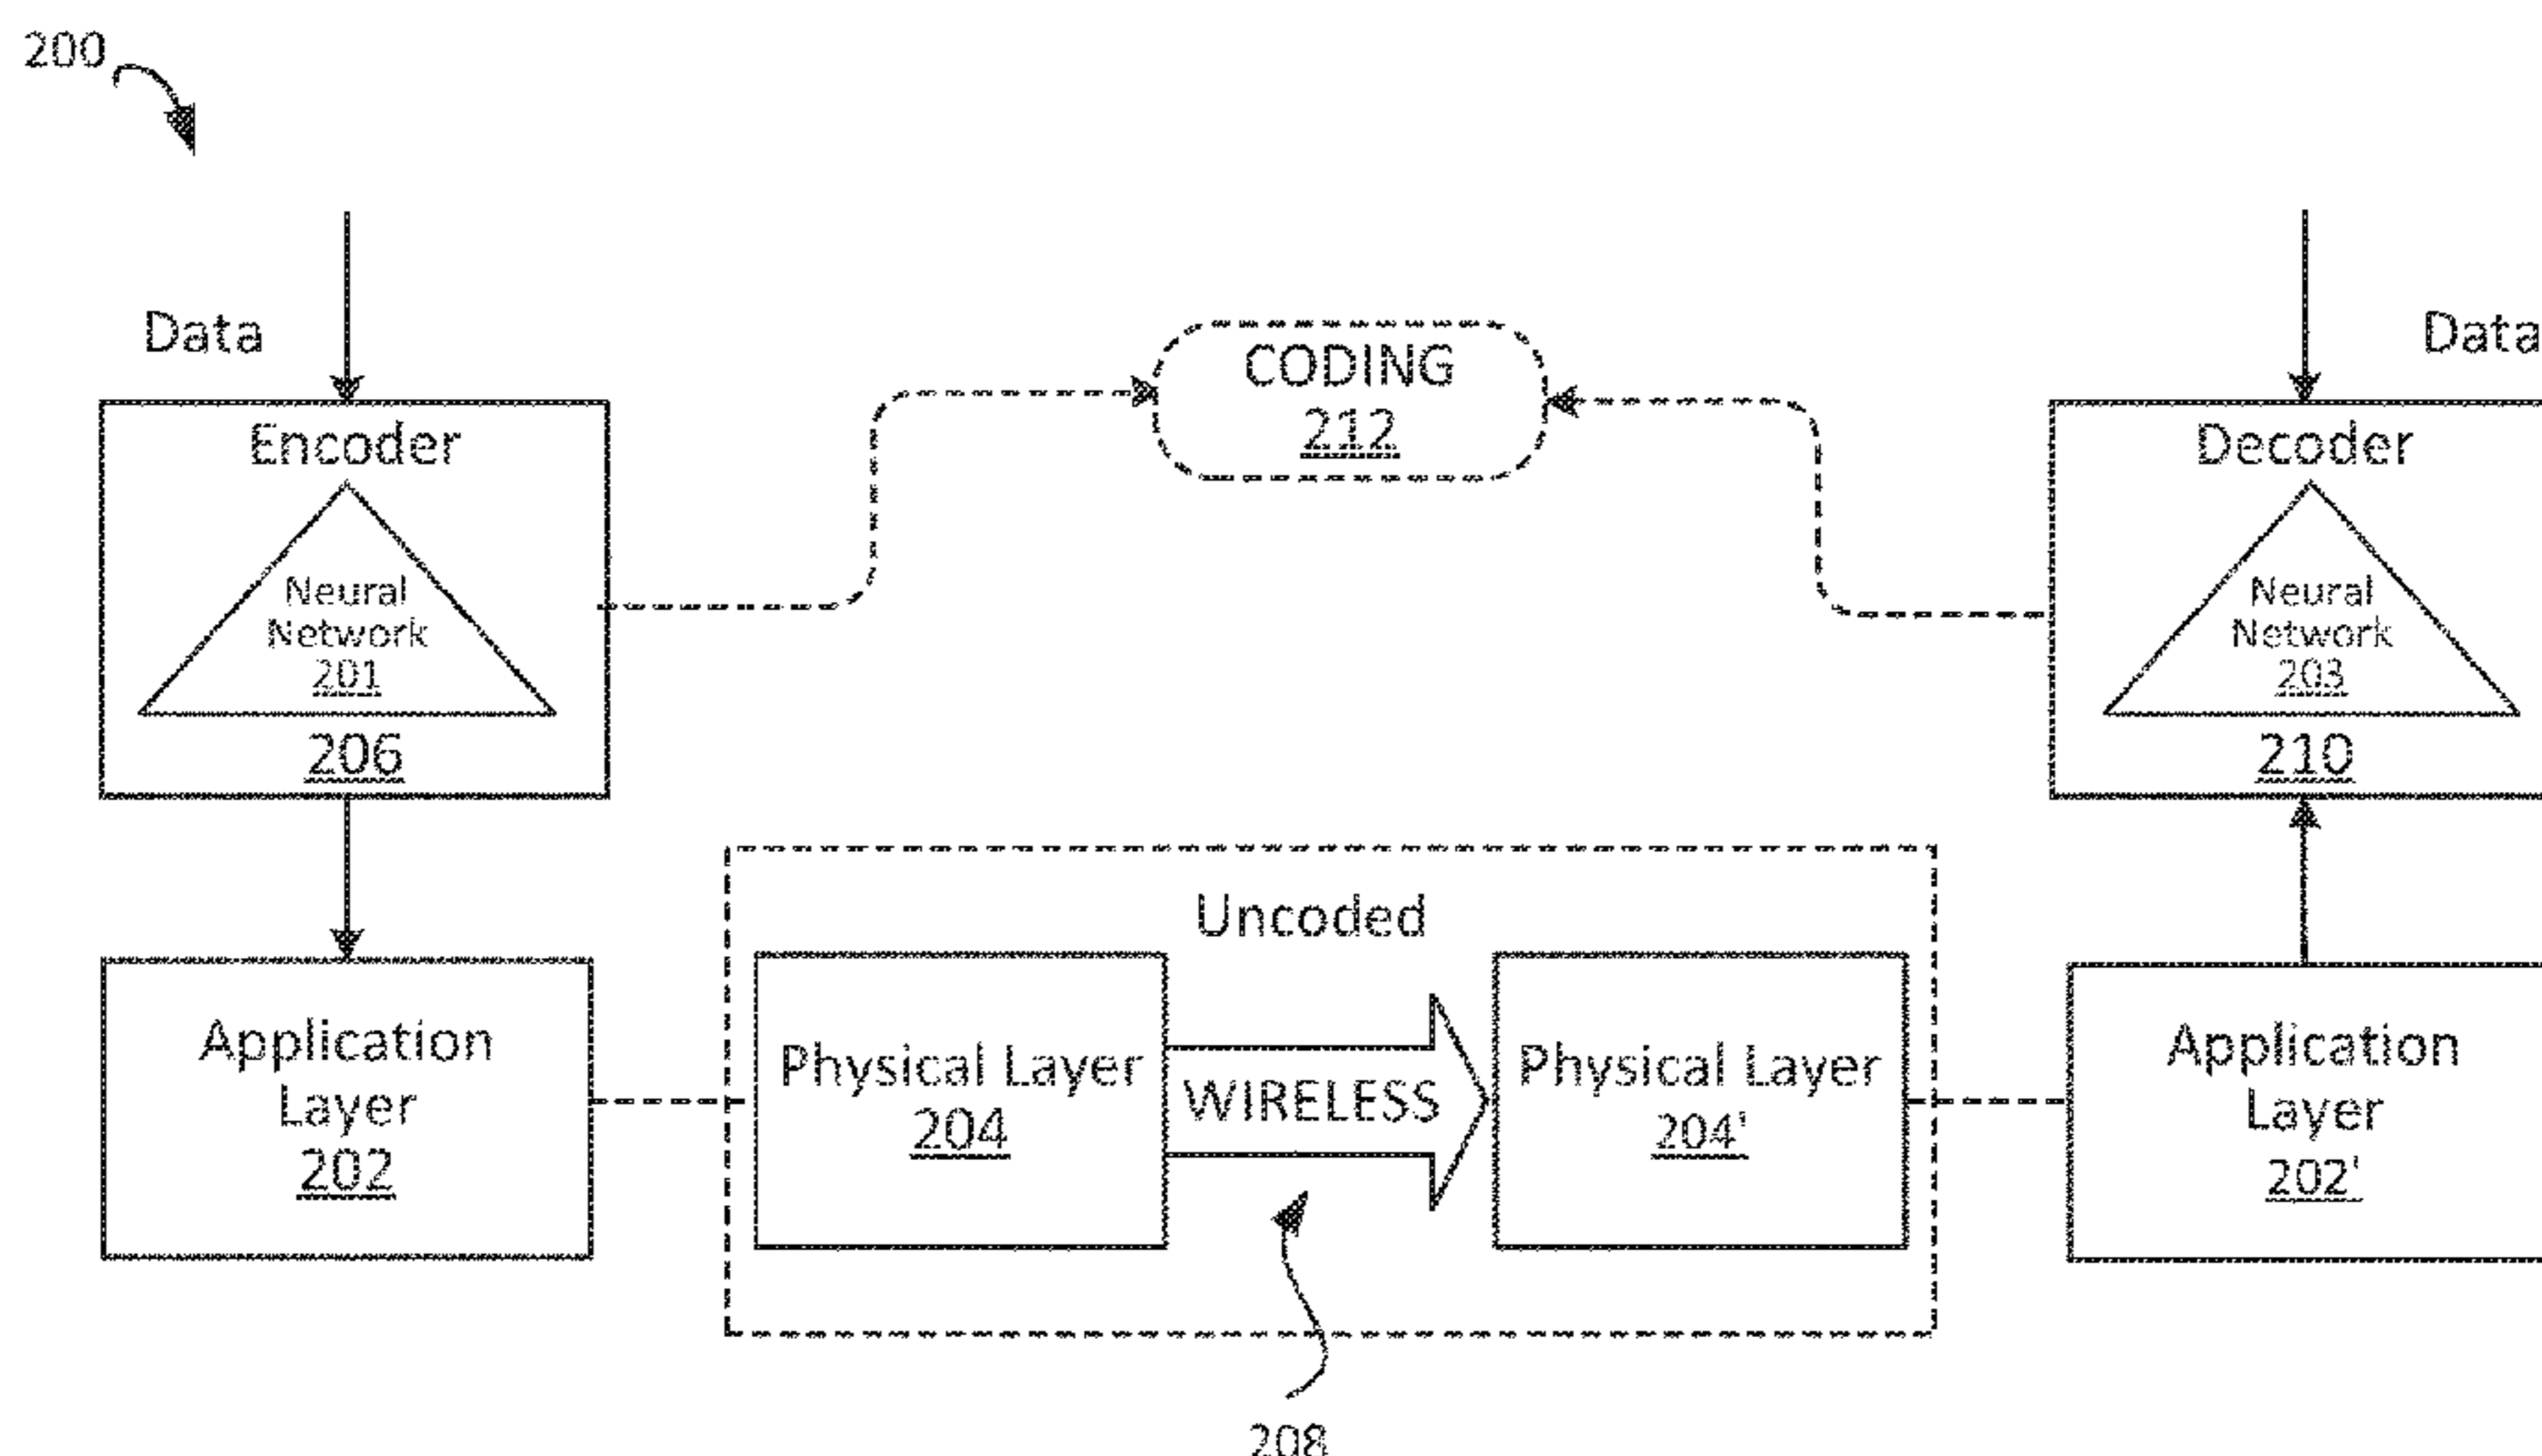 200
Data
Data
CODING
212
Encoder
Neural
Network
201
206
Decoder
Neural
Network
203
210
Uncoded
Application
Layer
202
Physical Layer
204
WIRELESS
Physical Layer
204'
Application
Layer
202'
208